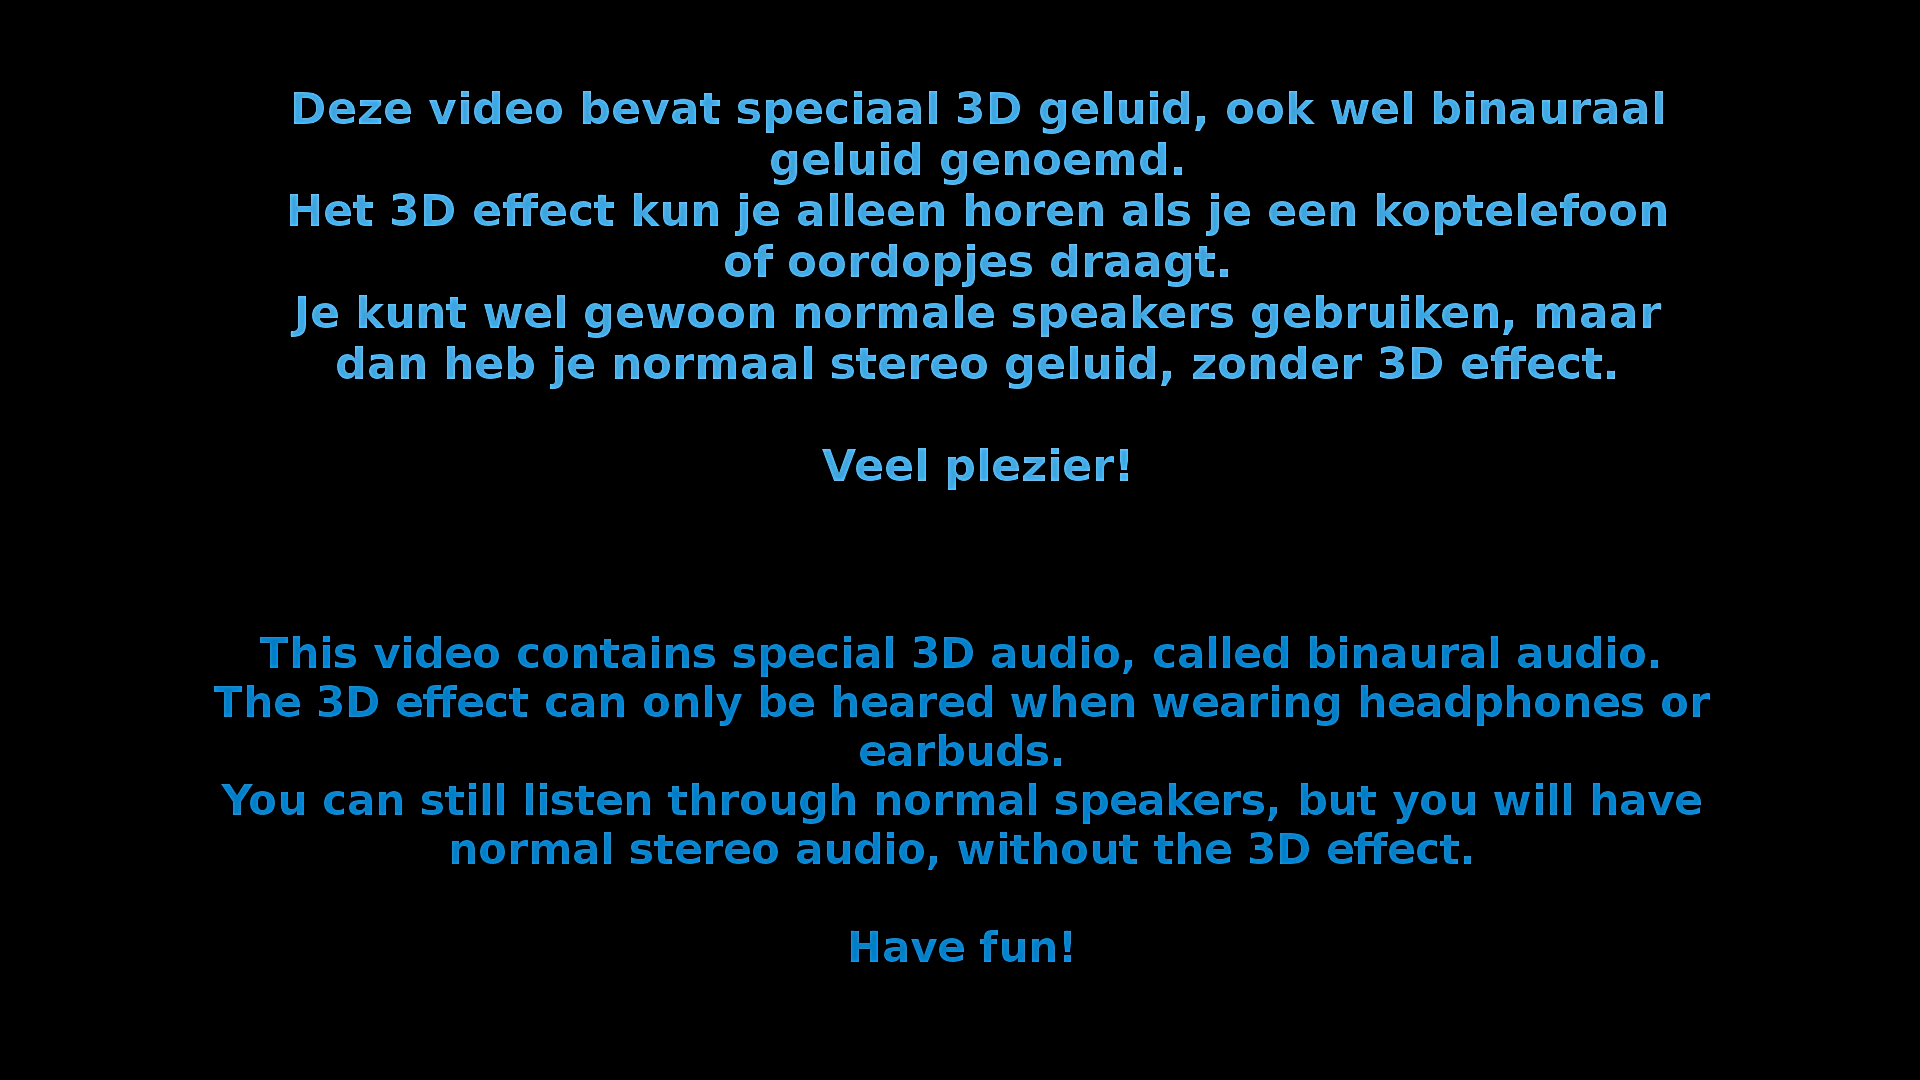 Deze video bevat speciaal 3D geluid, ook wel binauraal
geluid genoemd.
Het 3D effect kun je alleen horen als je een koptelefoon
of oordopjes draagt.
Je kunt wel gewoon normale speakers gebruiken, maar
dan heb je normaal stereo geluid, zonder 3D effect.
Veel plezier!
This video contains special 3D audio, called binaural audio.
The 3D effect can only be heared when wearing headphones or
earbuds.
You can still listen through normal speakers, but you will have
normal stereo audio, without the 3D effect.
Have fun!